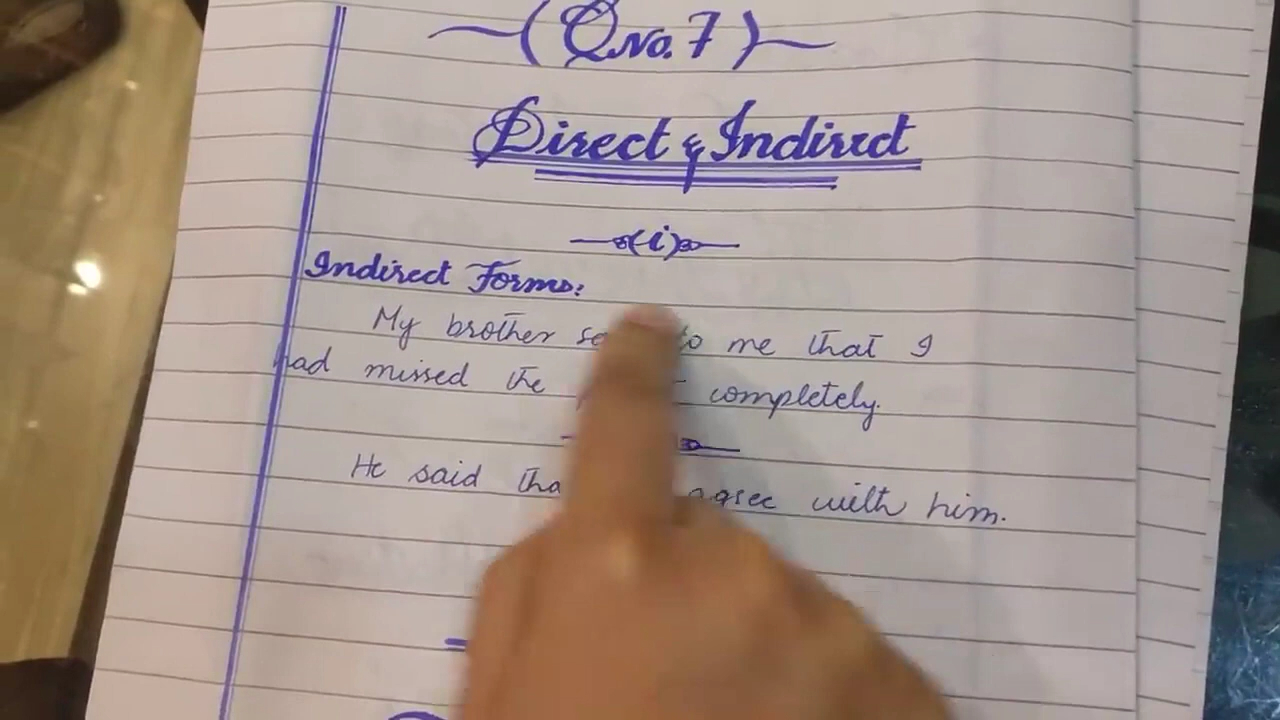 (Q No. 7)
Direct & Indirect
(i)
Indirect Forms:
My brother to me that I
had missed the completely.
He said agree with him.